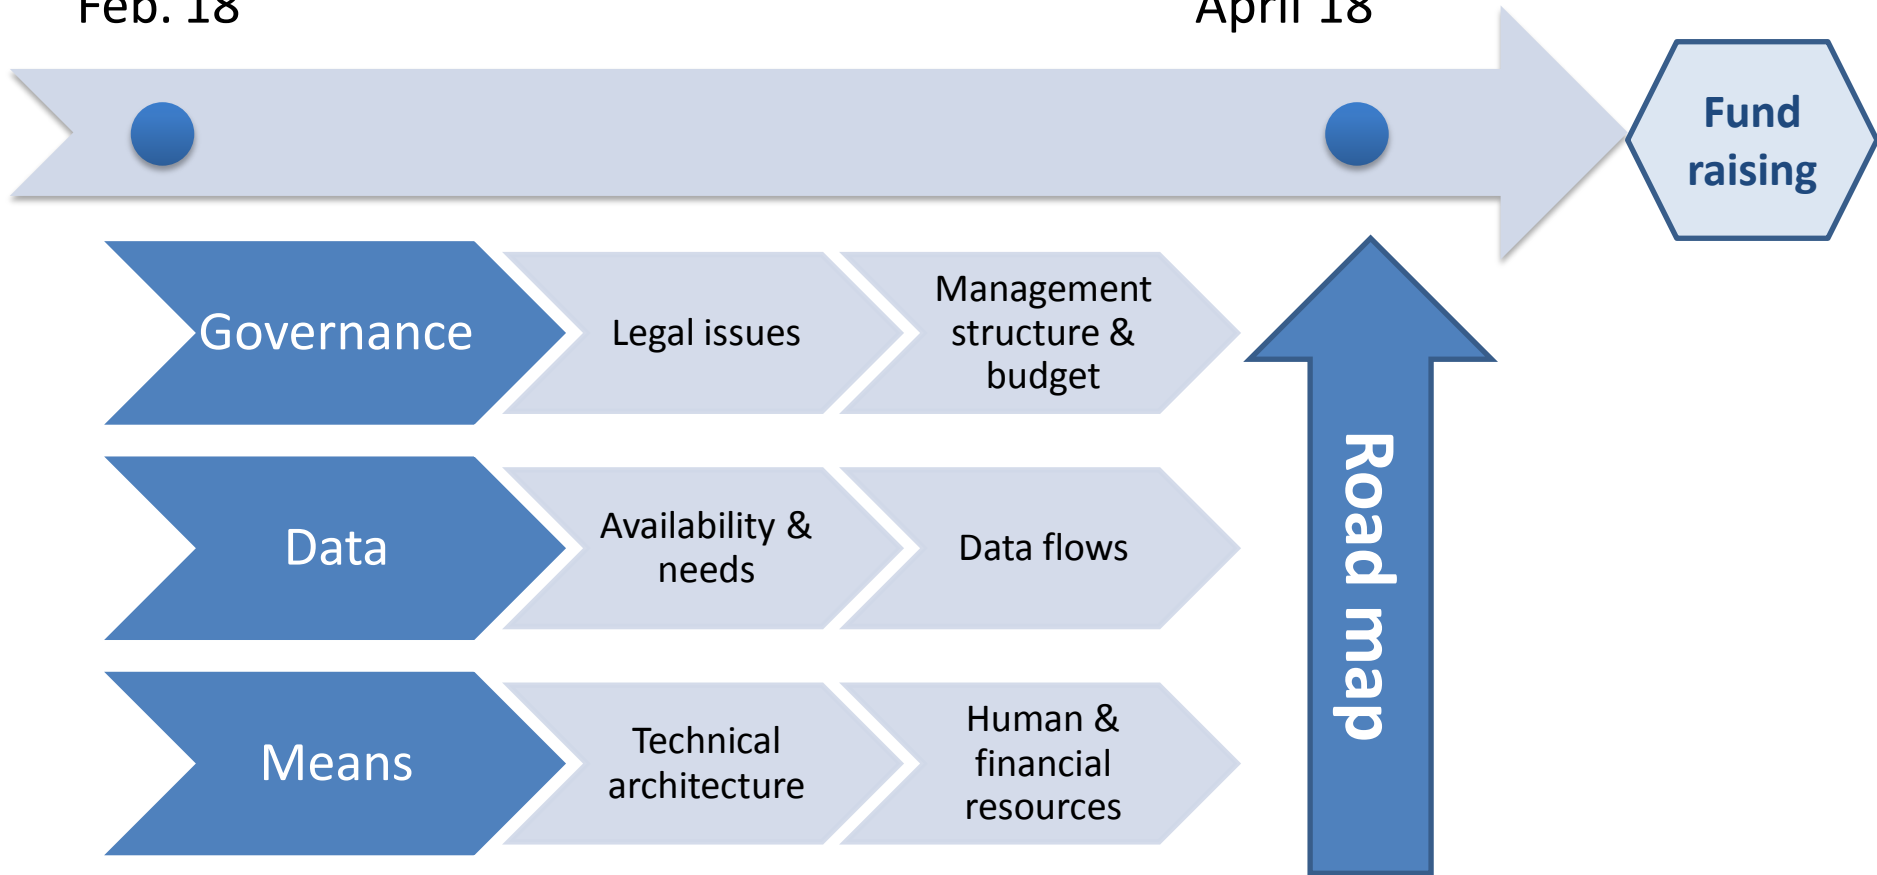 Feb. 18
April 18
Fund
raising
Governance
Legal issues
Management
structure &
budget
Data
Availability &
needs
Data flows
Means
Technical
architecture
Human &
financial
resources
Road map